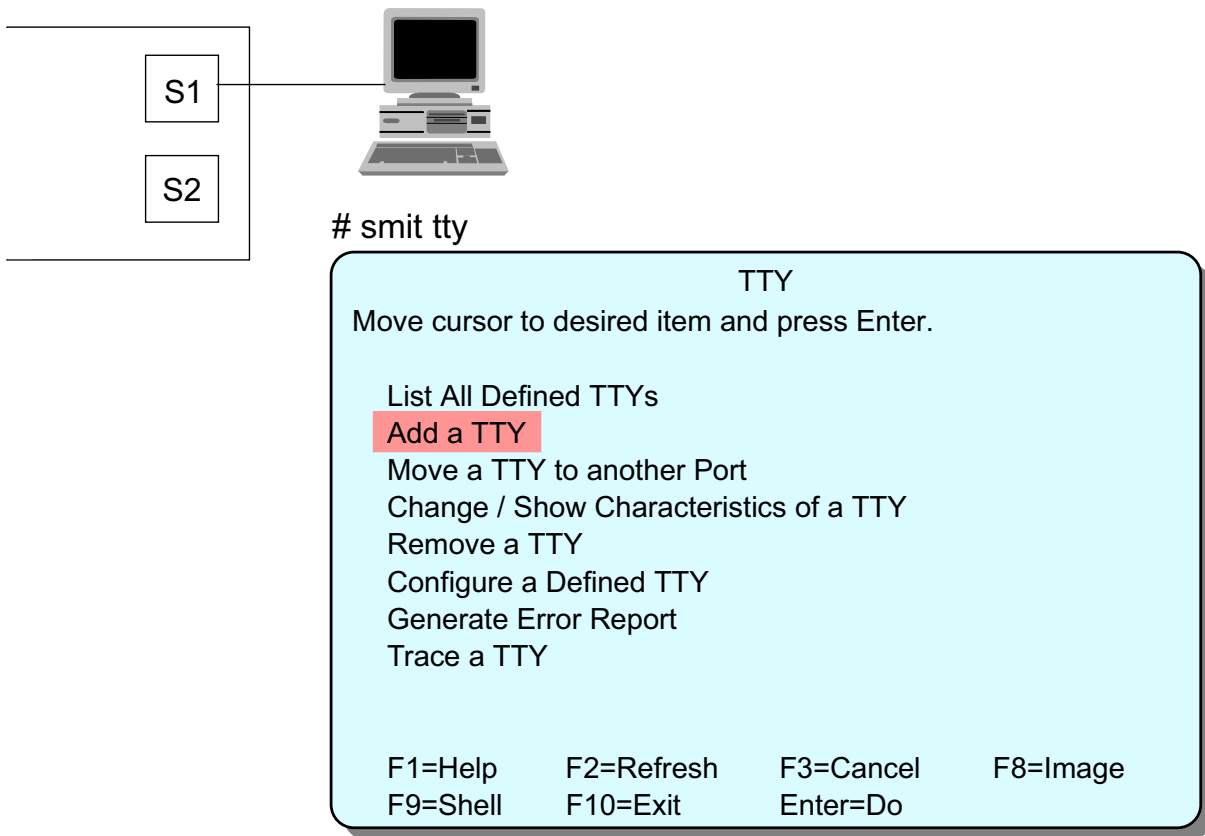 S1
S2
# smit tty
TTY
Move cursor to desired item and press Enter.
List All Defined TTYs
Add a TTY
Move a TTY to another Port
Change / Show Characteristics of a TTY
Remove a TTY
Configure a Defined TTY
Generate Error Report
Trace a TTY
F1=Help F2=Refresh F3=Cancel F8=Image
F9=Shell F10=Exit Enter=Do